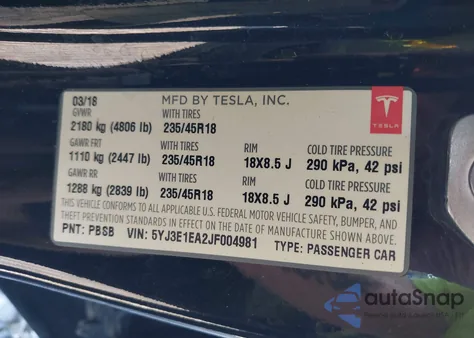 03/18 MFD BY TESLA, INC.
GVWR WITH TIRES
2180 kg (4806 lb) 235/45R18
GAWR FRT WITH TIRES RIM COLD TIRE PRESSURE
1110 kg (2447 lb) 235/45R18 18X8.5 J 290 kPa, 42 psi
GAWR RR WITH TIRES RIM COLD TIRE PRESSURE
1288 kg (2839 lb) 235/45R18 18X8.5 J 290 kPa, 42 psi
THIS VEHICLE CONFORMS TO ALL APPLICABLE U.S. FEDERAL MOTOR VEHICLE SAFETY, BUMPER, AND
THEFT PREVENTION STANDARDS IN EFFECT ON THE DATE OF MANUFACTURE SHOWN ABOVE.
PNT: PBSB VIN: 5YJ3E1EA2JF004981 TYPE: PASSENGER CAR
TESLA
autoSnap